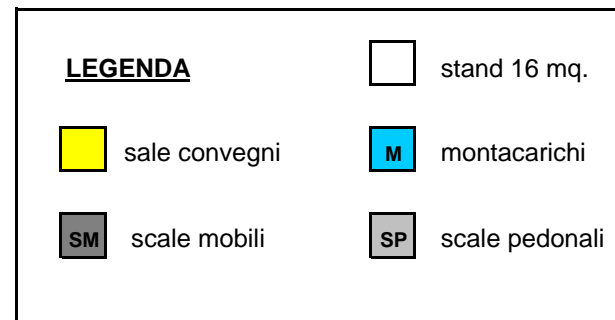 LEGENDA
stand 16 mq.
sale convegni
M montacarichi
SM scale mobili
SP scale pedonali